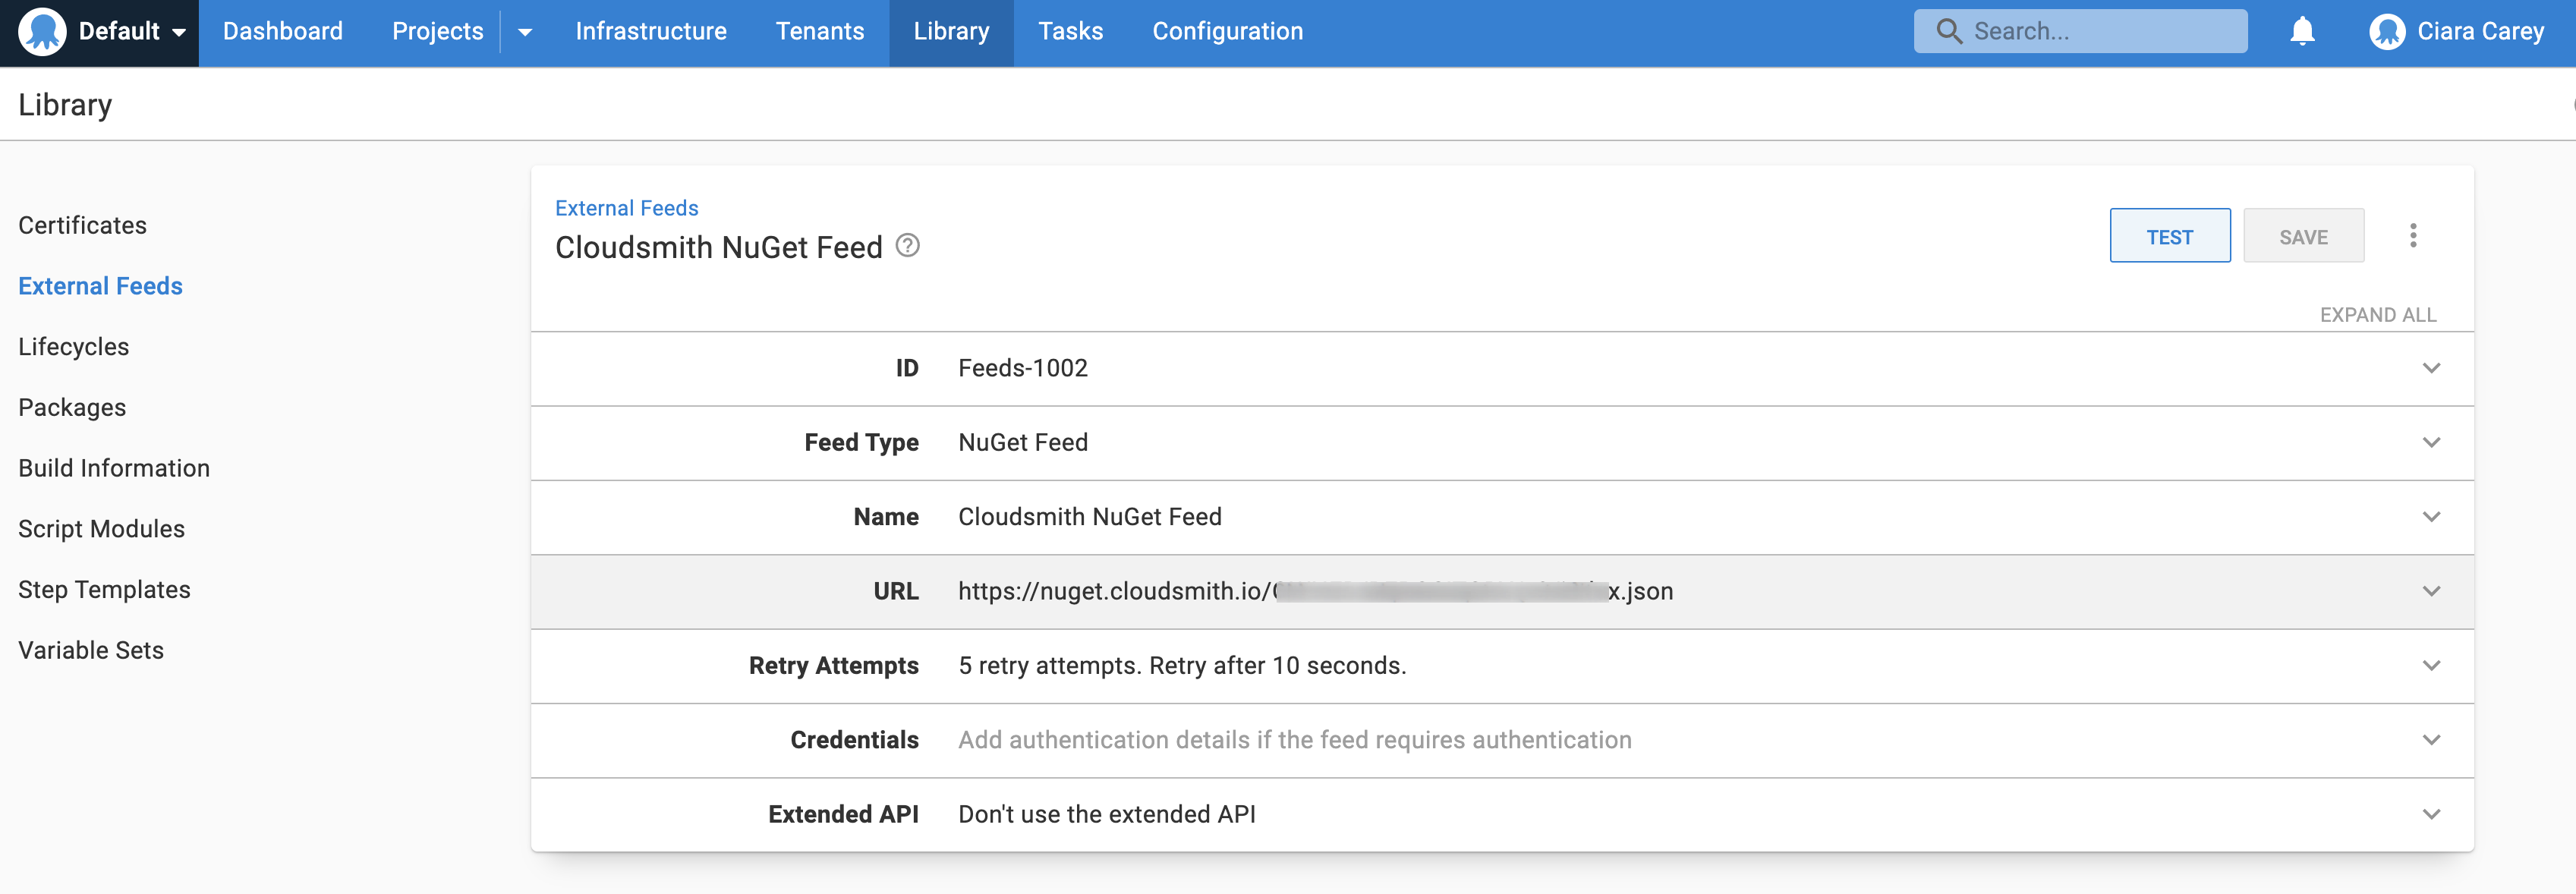 Default Dashboard Projects Infrastructure Tenants Library Tasks Configuration Search... Ciara Carey
Library
Certificates
External Feeds
Lifecycles
Packages
Build Information
Script Modules
Step Templates
Variable Sets
External Feeds
Cloudsmith NuGet Feed
TEST SAVE
EXPAND ALL
ID Feeds-1002
Feed Type NuGet Feed
Name Cloudsmith NuGet Feed
URL https://nuget.cloudsmith.io/ x.json
Retry Attempts 5 retry attempts. Retry after 10 seconds.
Credentials Add authentication details if the feed requires authentication
Extended API Don't use the extended API